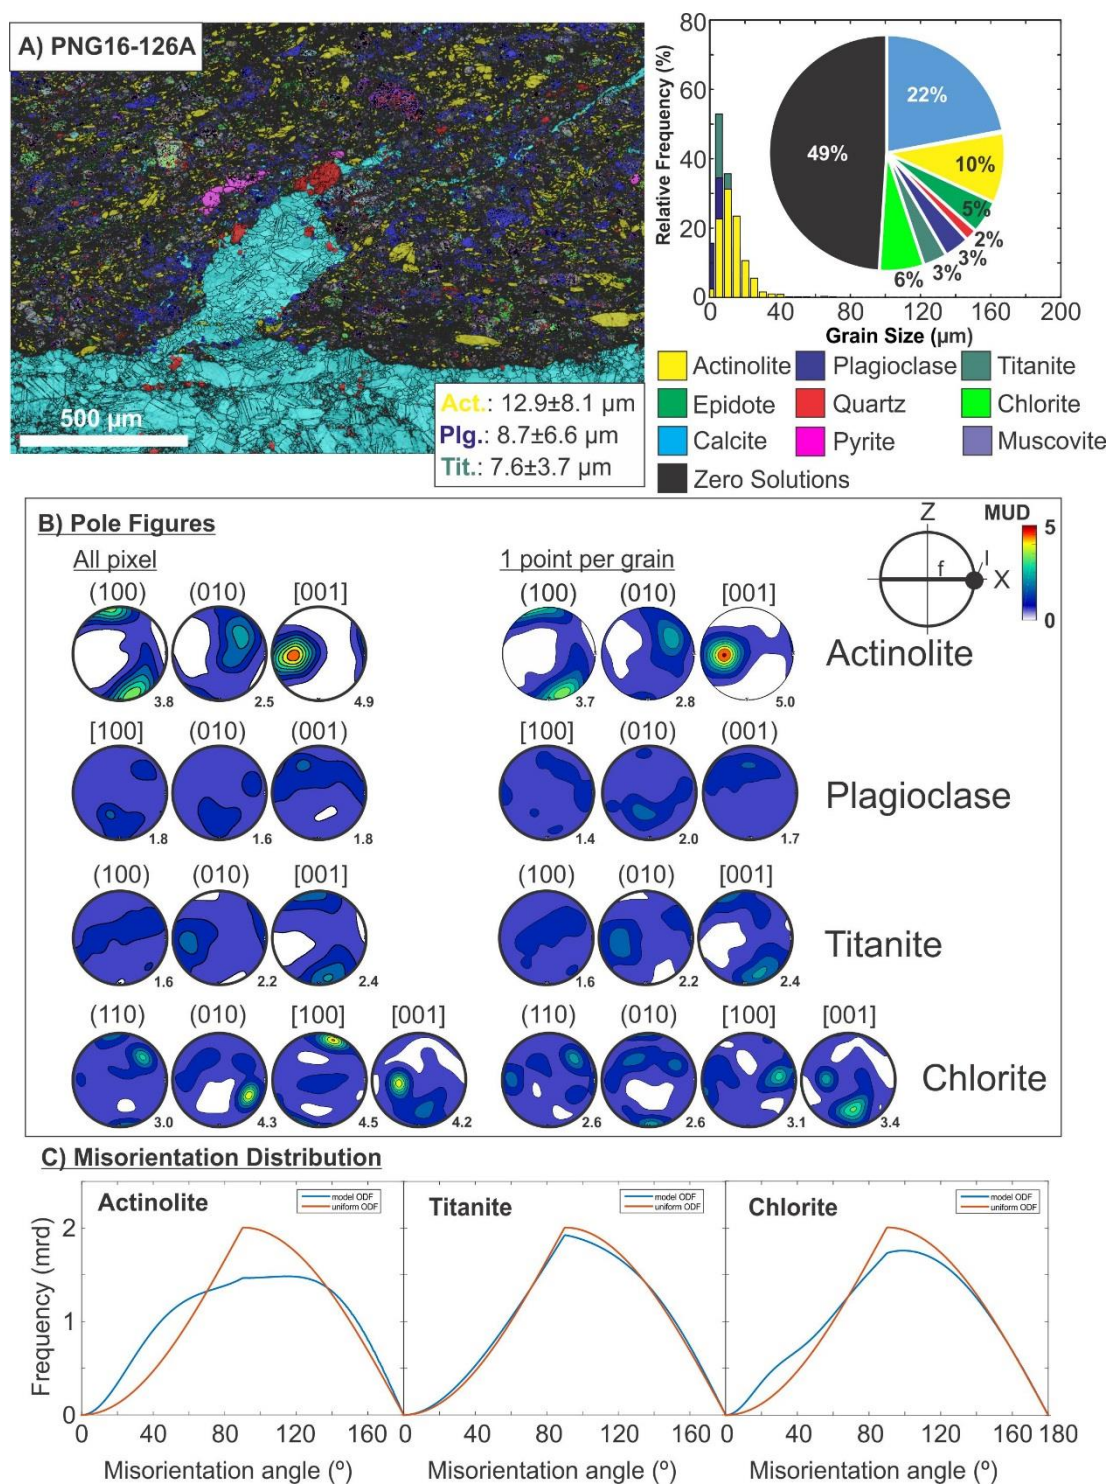 A) PNG16-126A
500 µm
Act.: 12.9±8.1 µm
Plg.: 8.7±6.6 µm
Tit.: 7.6±3.7 µm
Relative Frequency (%)
80
60
40
20
0
0 40 80 120 160 200
Grain Size (µm)
49%
22%
10%
5%
2%
3%
3%
6%
Actinolite Plagioclase Titanite
Epidote Quartz Chlorite
Calcite Pyrite Muscovite
Zero Solutions
B) Pole Figures
All pixel 1 point per grain
Z
X
f
l
MUD
5
0
(100) (010) [001] (100) (010) [001]
3.8 2.5 4.9 3.7 2.8 5.0
Actinolite
[100] (010) (001) [100] (010) (001)
1.8 1.6 1.8 1.4 2.0 1.7
Plagioclase
(100) (010) [001] (100) (010) [001]
1.6 2.2 2.4 1.6 2.2 2.4
Titanite
(110) (010) [100] [001] (110) (010) [100] [001]
3.0 4.3 4.5 4.2 2.6 2.6 3.1 3.4
Chlorite
C) Misorientation Distribution
Actinolite
model ODF
uniform ODF
Titanite
model ODF
uniform ODF
Chlorite
model ODF
uniform ODF
Frequency (mrd)
2
1
0
0 40 80 120 160 0 40 80 120 160 0 40 80 120 160 180
Misorientation angle (º) Misorientation angle (º) Misorientation angle (º)